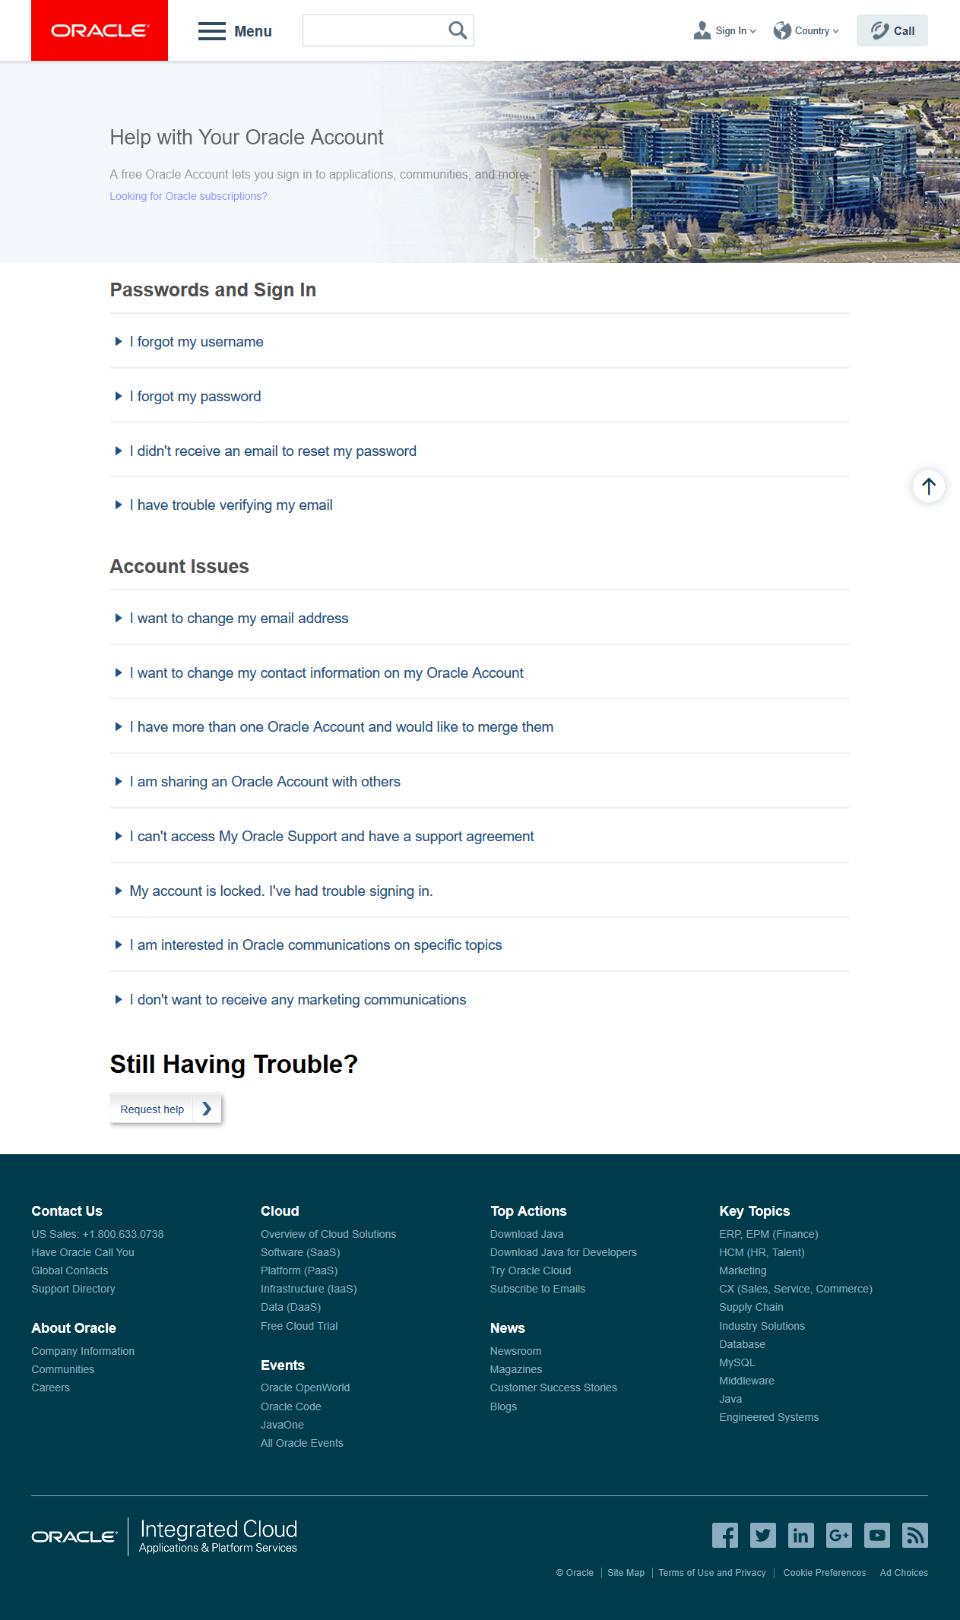 ORACLE
Menu
Sign In
Country
Call
Help with Your Oracle Account
A free Oracle Account lets you sign in to applications, communities, and more.
Looking for Oracle subscriptions?
Passwords and Sign In
I forgot my username
I forgot my password
I didn't receive an email to reset my password
I have trouble verifying my email
Account Issues
I want to change my email address
I want to change my contact information on my Oracle Account
I have more than one Oracle Account and would like to merge them
I am sharing an Oracle Account with others
I can't access My Oracle Support and have a support agreement
My account is locked. I've had trouble signing in.
I am interested in Oracle communications on specific topics
I don't want to receive any marketing communications
Still Having Trouble?
Request help
Contact Us
US Sales: +1.800.633.0738
Have Oracle Call You
Global Contacts
Support Directory
About Oracle
Company Information
Communities
Careers
Cloud
Overview of Cloud Solutions
Software (SaaS)
Platform (PaaS)
Infrastructure (IaaS)
Data (DaaS)
Free Cloud Trial
Events
Oracle OpenWorld
Oracle Code
JavaOne
All Oracle Events
Top Actions
Download Java
Download Java for Developers
Try Oracle Cloud
Subscribe to Emails
News
Newsroom
Magazines
Customer Success Stories
Blogs
Key Topics
ERP, EPM (Finance)
HCM (HR, Talent)
Marketing
CX (Sales, Service, Commerce)
Supply Chain
Industry Solutions
Database
MySQL
Middleware
Java
Engineered Systems
ORACLE
Integrated Cloud
Applications & Platform Services
© Oracle | Site Map | Terms of Use and Privacy | Cookie Preferences Ad Choices